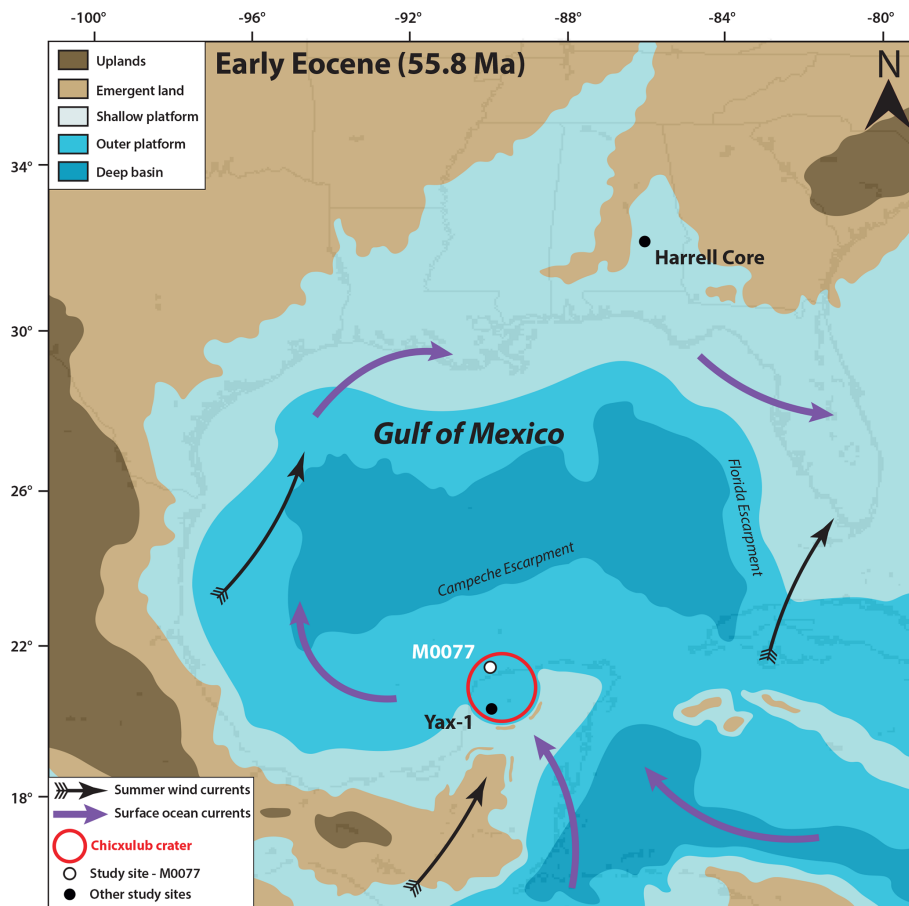 -100°
-96°
-92°
-88°
-84°
-80°
Uplands
Emergent land
Shallow platform
Outer platform
Deep basin
Early Eocene (55.8 Ma)
N
34°
Harrell Core
30°
Gulf of Mexico
26°
Florida Escarpment
Campeche Escarpment
22°
M0077
Yax-1
18°
Summer wind currents
Surface ocean currents
Chicxulub crater
Study site - M0077
Other study sites